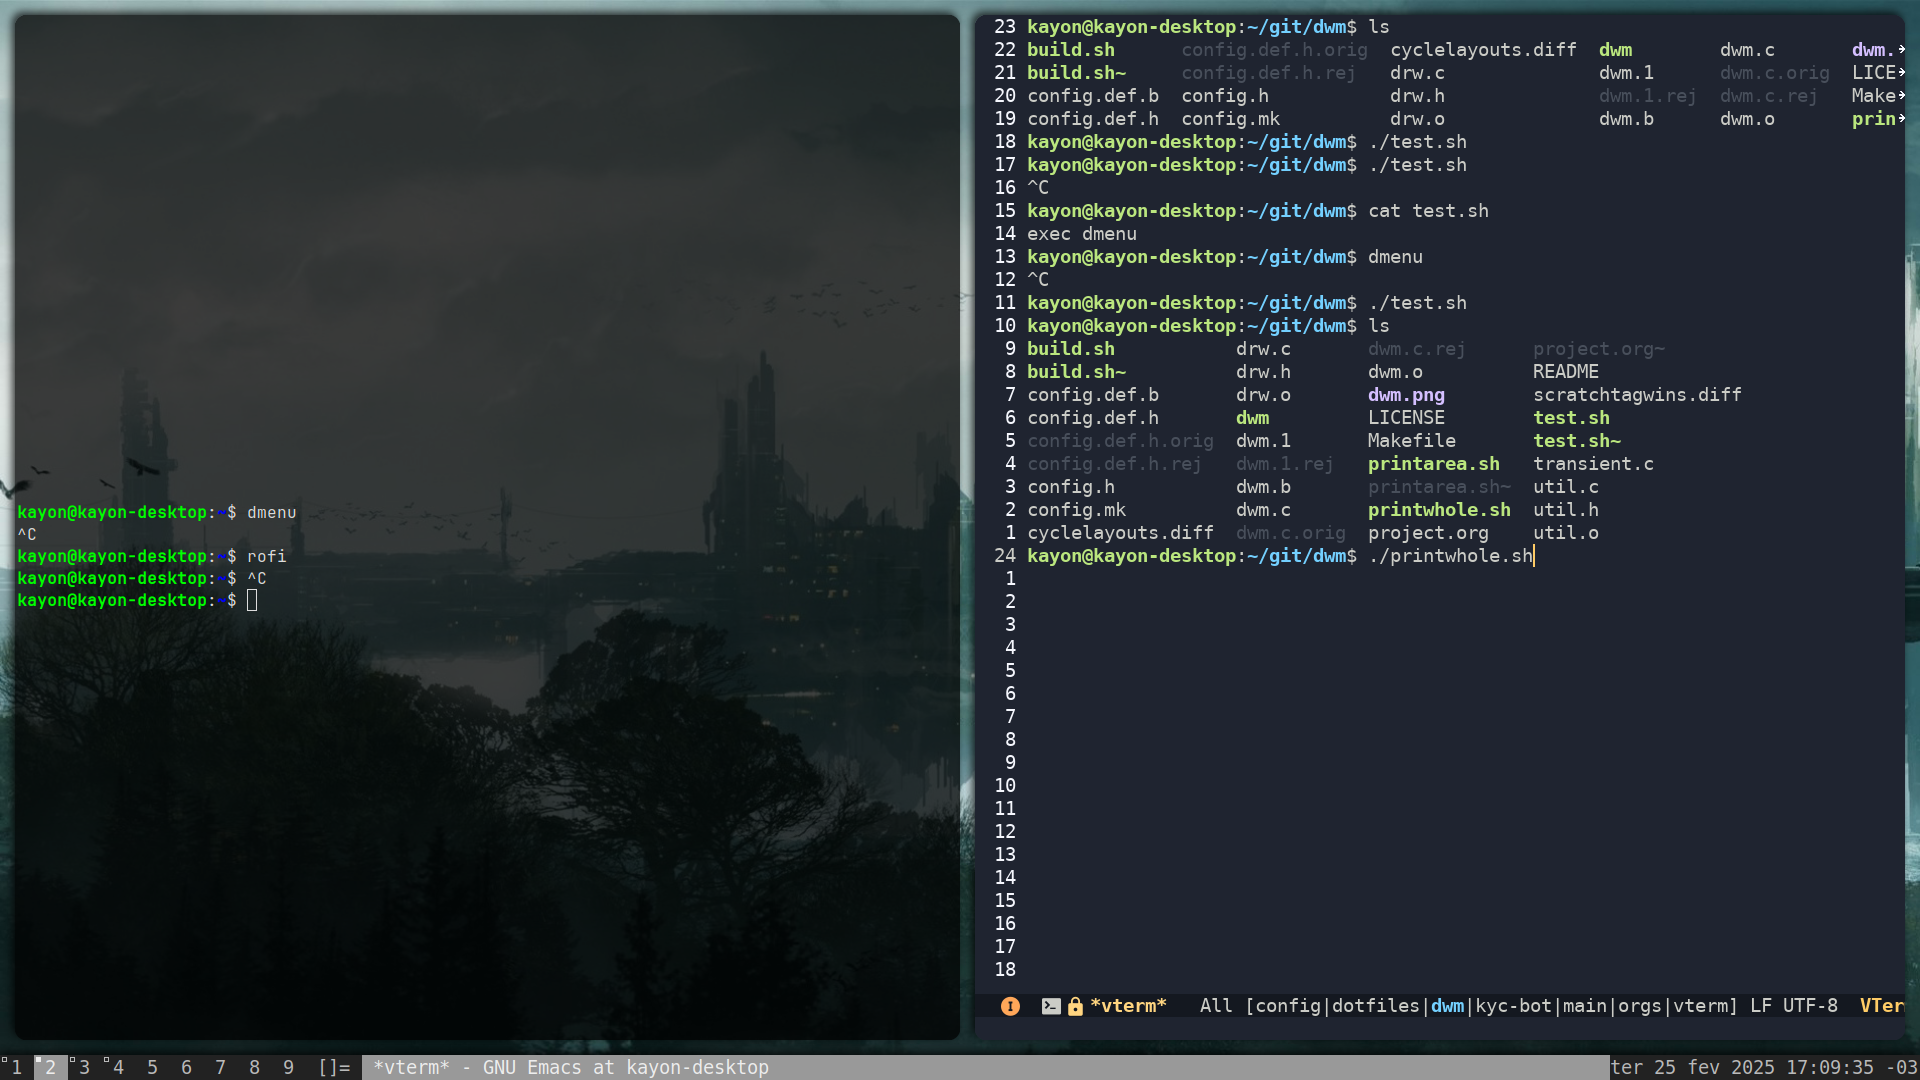 kayon@kayon-desktop:~$ dmenu
^C
kayon@kayon-desktop:~$ rofi
kayon@kayon-desktop:~$ ^C
kayon@kayon-desktop:~$
23 kayon@kayon-desktop:~/git/dwm$ ls
22 build.sh config.def.h.orig cyclelayouts.diff dwm dwm.c dwm.
21 build.sh~ config.def.h.rej drw.c dwm.1 dwm.c.orig LICE
20 config.def.b config.h drw.h dwm.1.rej dwm.c.rej Make
19 config.def.h config.mk drw.o dwm.b dwm.o prin
18 kayon@kayon-desktop:~/git/dwm$ ./test.sh
17 kayon@kayon-desktop:~/git/dwm$ ./test.sh
16 ^C
15 kayon@kayon-desktop:~/git/dwm$ cat test.sh
14 exec dmenu
13 kayon@kayon-desktop:~/git/dwm$ dmenu
12 ^C
11 kayon@kayon-desktop:~/git/dwm$ ./test.sh
10 kayon@kayon-desktop:~/git/dwm$ ls
9 build.sh drw.c dwm.c.rej project.org~
8 build.sh~ drw.h dwm.o README
7 config.def.b drw.o dwm.png scratchtagwins.diff
6 config.def.h dwm LICENSE test.sh
5 config.def.h.orig dwm.1 Makefile test.sh~
4 config.def.h.rej dwm.1.rej printarea.sh transient.c
3 config.h dwm.b printarea.sh~ util.c
2 config.mk dwm.c printwhole.sh util.h
1 cyclelayouts.diff dwm.c.orig project.org util.o
24 kayon@kayon-desktop:~/git/dwm$ ./printwhole.sh
1
2
3
4
5
6
7
8
9
10
11
12
13
14
15
16
17
18
I *vterm* All [config|dotfiles|dwm|kyc-bot|main|orgs|vterm] LF UTF-8 VTer
1 2 3 4 5 6 7 8 9 []= *vterm* - GNU Emacs at kayon-desktop ter 25 fev 2025 17:09:35 -03